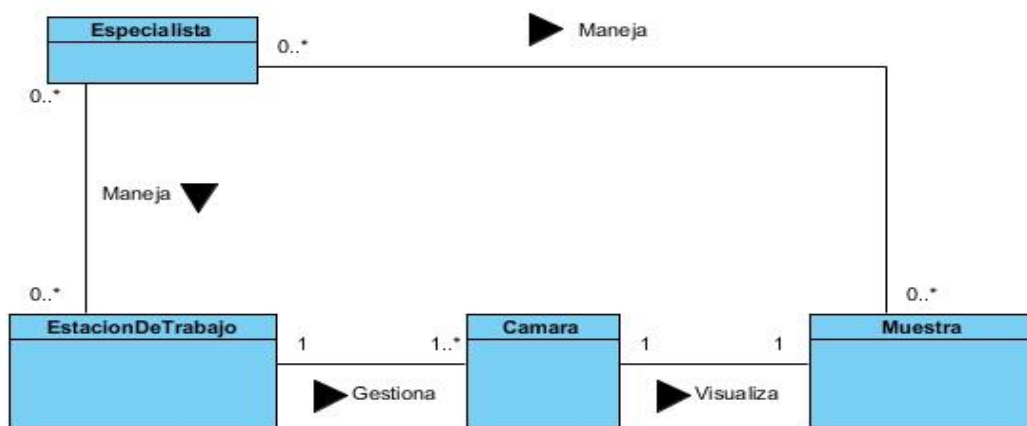 Especialista
0..*
Maneja
0..*
Maneja
0..*
0..*
EstacionDeTrabajo
1
1..*
Camara
1
1
Muestra
Gestiona
Visualiza